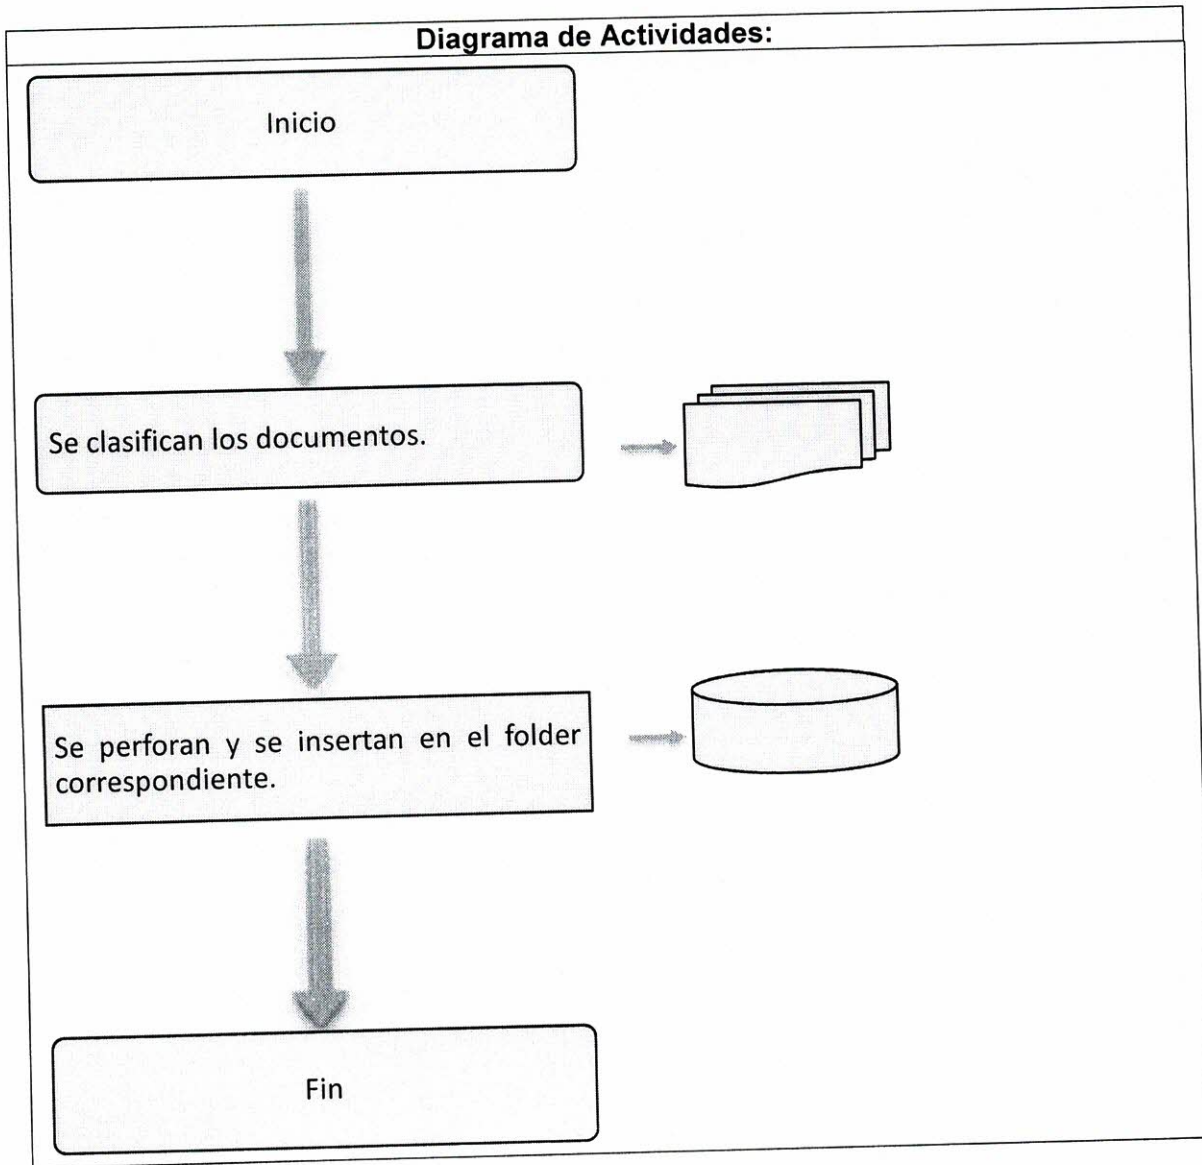 Diagrama de Actividades:
Inicio
Se clasifican los documentos.
Se perforan y se insertan en el folder
correspondiente.
Fin